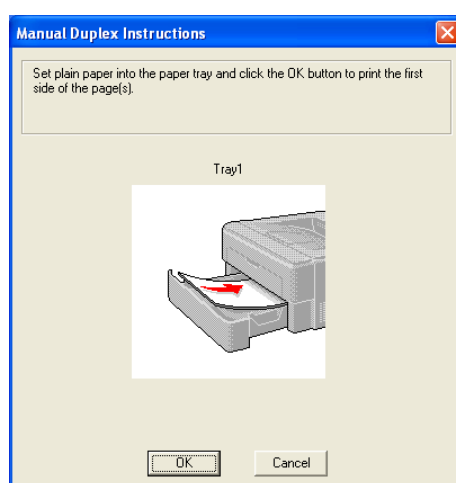 Manual Duplex Instructions
Set plain paper into the paper tray and click the OK button to print the first
side of the page(s).
Tray1
OK
Cancel